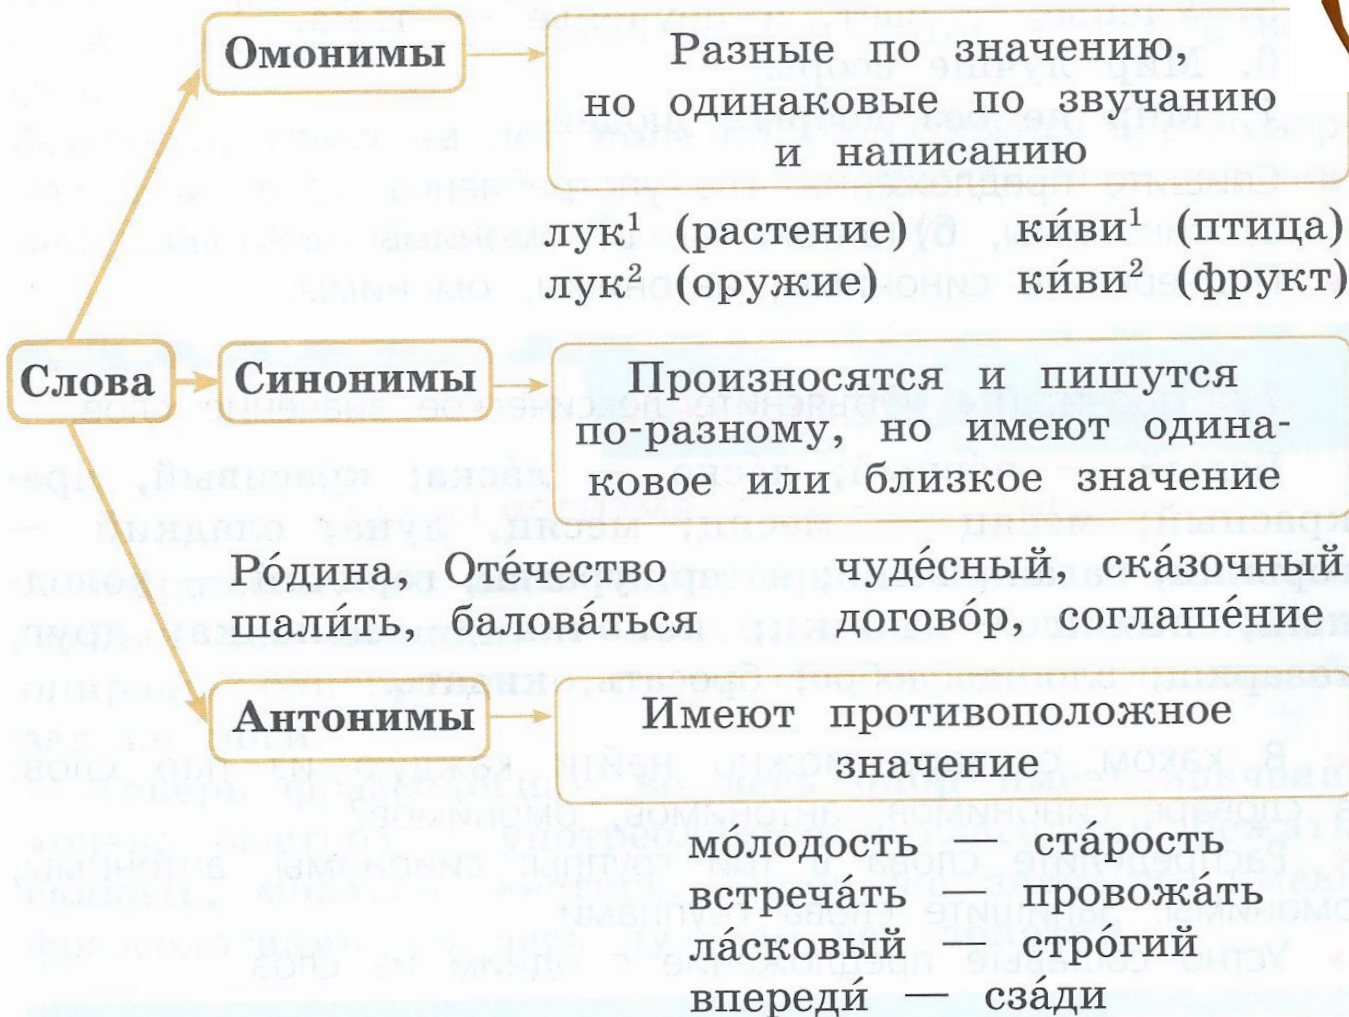 Омонимы
Разные по значению,
но одинаковые по звучанию
и написанию
лук¹ (растение) ки́ви¹ (птица)
лук² (оружие) ки́ви² (фрукт)
Слова
Синонимы
Произносятся и пишутся
по-разному, но имеют одина-
ковое или близкое значение
Ро́дина, Оте́чество чуде́сный, ска́зочный
шали́ть, балова́ться догово́р, соглаше́ние
Антонимы
Имеют противоположное
значение
мо́лодость — ста́рость
встреча́ть — провожа́ть
ла́сковый — стро́гий
впереди́ — сза́ди